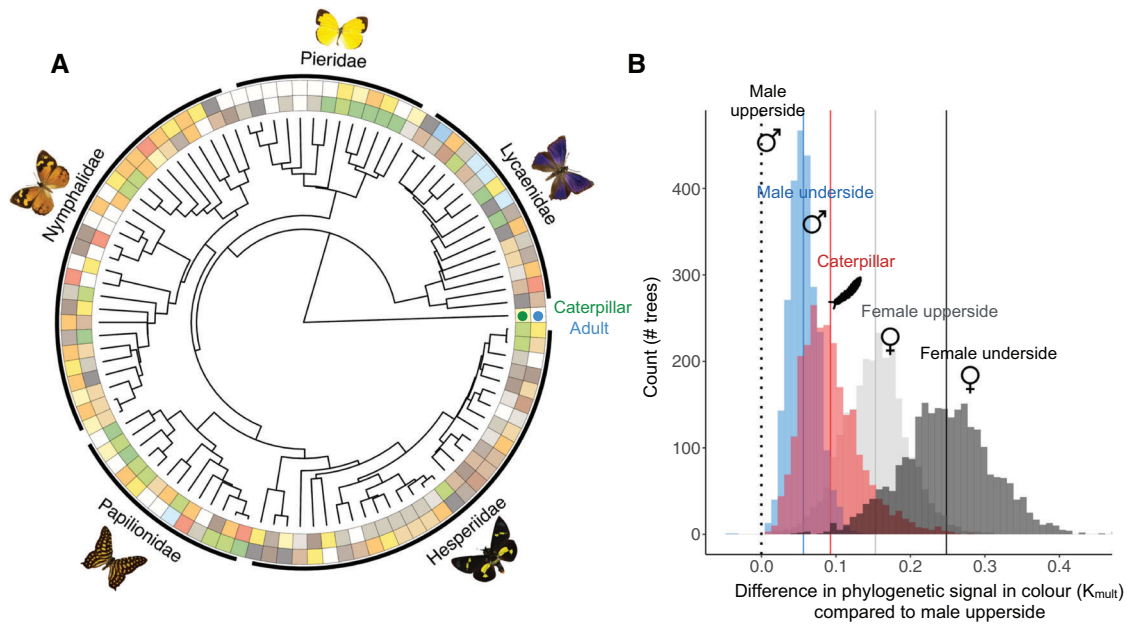 A
Pieridae
Nymphalidae
Lycaenidae
Caterpillar
Adult
Papilionidae
Hesperiidae
B
Male
upperside
♂
Male underside
♂
Caterpillar
Female upperside
♀
Female underside
♀
Count (# trees)
400
300
200
100
0
0.0 0.1 0.2 0.3 0.4
Difference in phylogenetic signal in colour (Kmult)
compared to male upperside